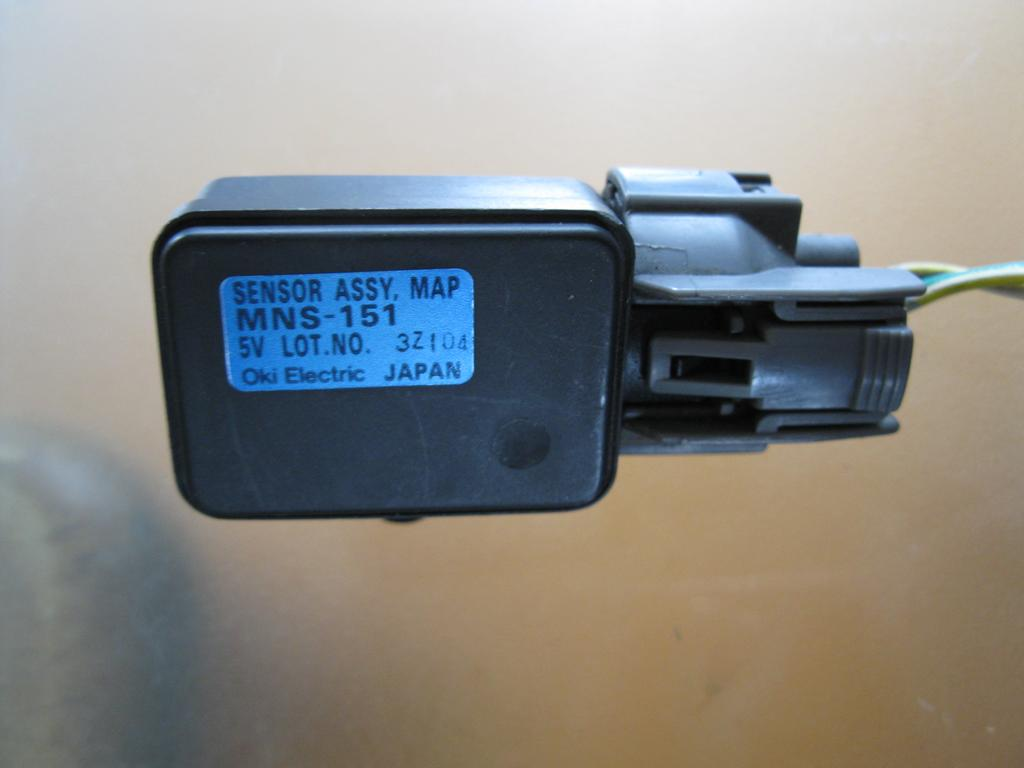 SENSOR ASSY, MAP
MNS-151
5V LOT.NO. 3Z104
Oki Electric JAPAN